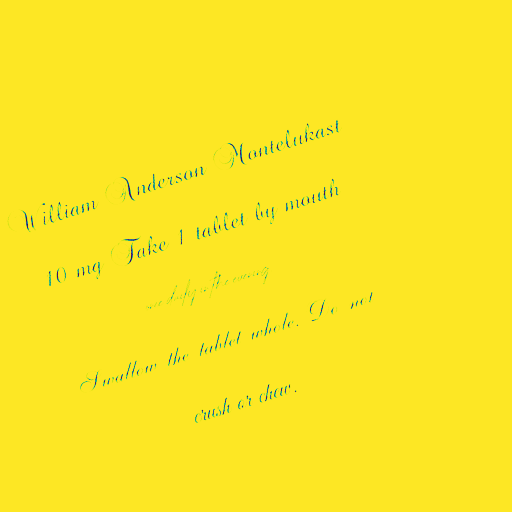 William Anderson Montelukast
10 mg Take 1 tablet by mouth
Swallow the tablet whole. Do not
crush or chew.